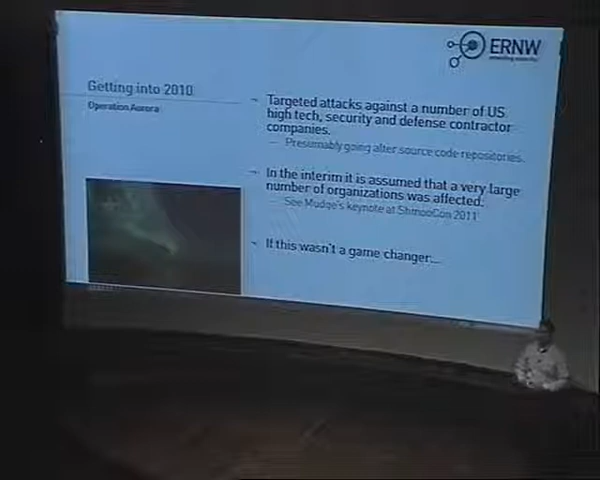 ERNW
Getting into 2010
Operation Aurora
– Targeted attacks against a number of US
high tech, security and defense contractor
companies.
– Presumably going after source code repositories.
– In the interim it is assumed that a very large
number of organizations was affected.
– See Mudge's keynote at ShmooCon 2011
– If this wasn't a game changer...